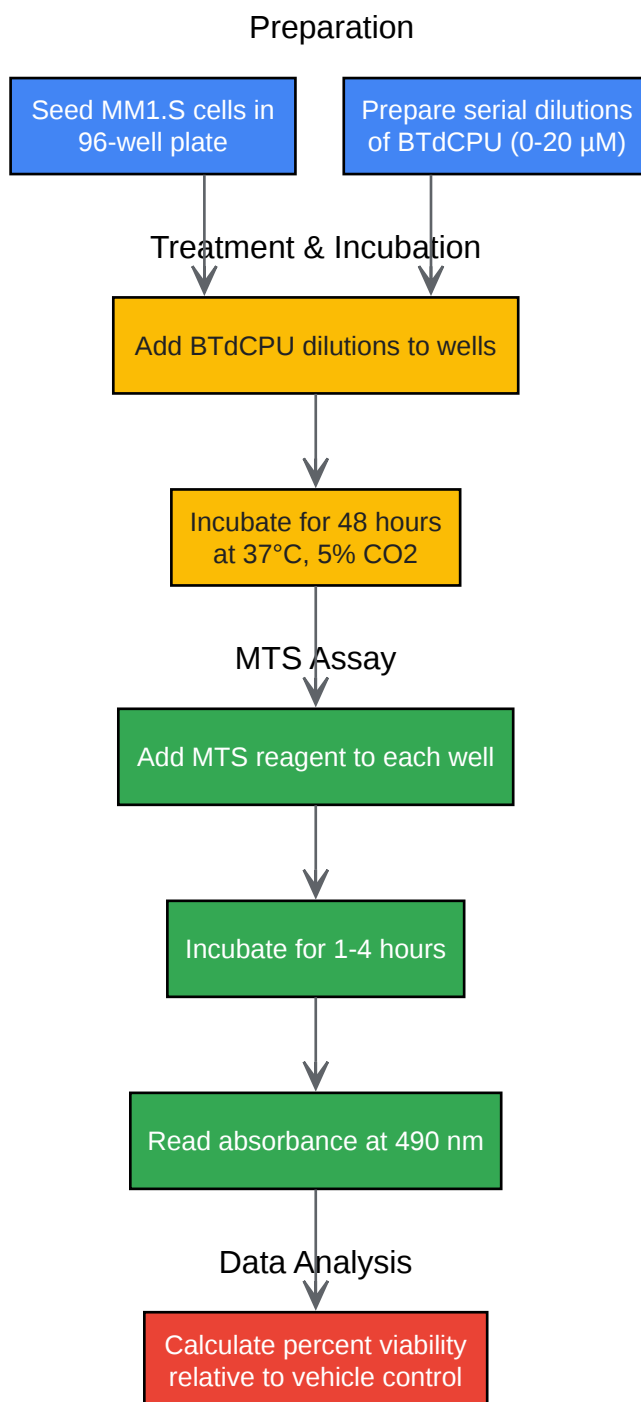 Preparation
Seed MM1.S cells in
96-well plate
Prepare serial dilutions
of BTdCPU (0-20 µM)
Treatment & Incubation
Add BTdCPU dilutions to wells
Incubate for 48 hours
at 37°C, 5% CO2
MTS Assay
Add MTS reagent to each well
Incubate for 1-4 hours
Read absorbance at 490 nm
Data Analysis
Calculate percent viability
relative to vehicle control